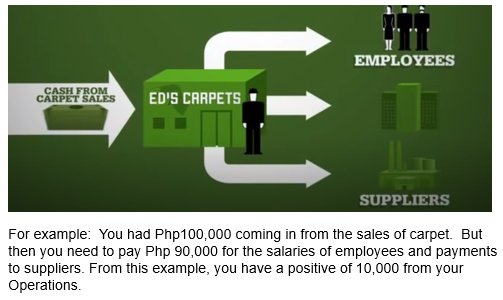 CASH FROM
CARPET SALES
ED'S CARPETS
EMPLOYEES
SUPPLIERS
For example:  You had Php100,000 coming in from the sales of carpet.  But
then you need to pay Php 90,000 for the salaries of employees and payments
to suppliers. From this example, you have a positive of 10,000 from your
Operations.